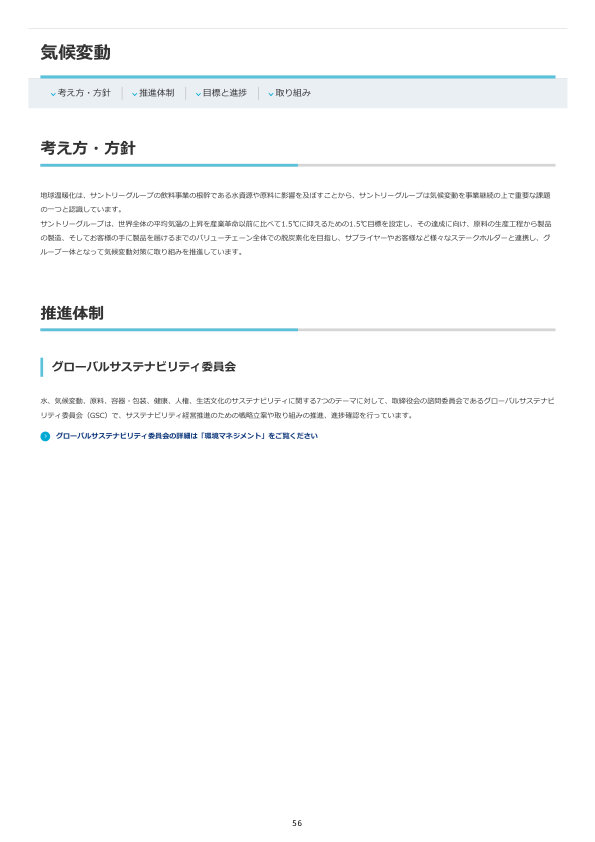 気候変動
考え方・方針
推進体制
目標と進捗
取り組み
考え方・方針
地球温暖化は、サントリーグループの飲料事業の根幹である水資源や原料に影響を及ぼすことから、サントリーグループは気候変動を事業継続の上で重要な課題
の一つと認識しています。
サントリーグループは、世界全体の平均気温の上昇を産業革命以前に比べて1.5℃に抑えるための1.5℃目標を設定し、その達成に向け、原料の生産工程から製品
の製造、そしてお客様の手に製品を届けるまでのバリューチェーン全体での脱炭素化を目指し、サプライヤーやお客様など様々なステークホルダーと連携し、グ
ループ一体となって気候変動対策に取り組みを推進しています。
推進体制
グローバルサステナビリティ委員会
水、気候変動、原料、容器・包装、健康、人権、生活文化のサステナビリティに関する7つのテーマに対して、取締役会の諮問委員会であるグローバルサステナビ
リティ委員会（GSC）で、サステナビリティ経営推進のための戦略立案や取り組みの推進、進捗確認を行っています。
グローバルサステナビリティ委員会の詳細は「環境マネジメント」をご覧ください
56